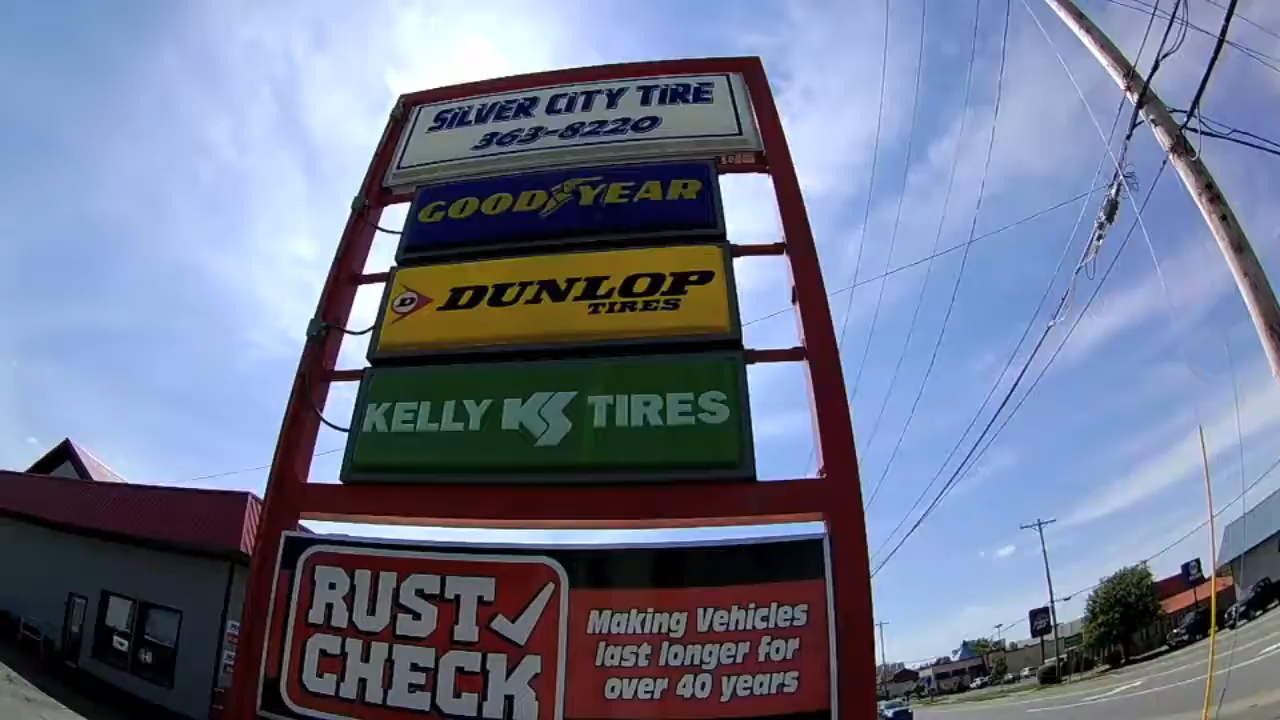 SILVER CITY TIRE
363-8220
GOODYEAR
D DUNLOP
TIRES
KELLY KS TIRES
RUST
CHECK
Making Vehicles
last longer for
over 40 years